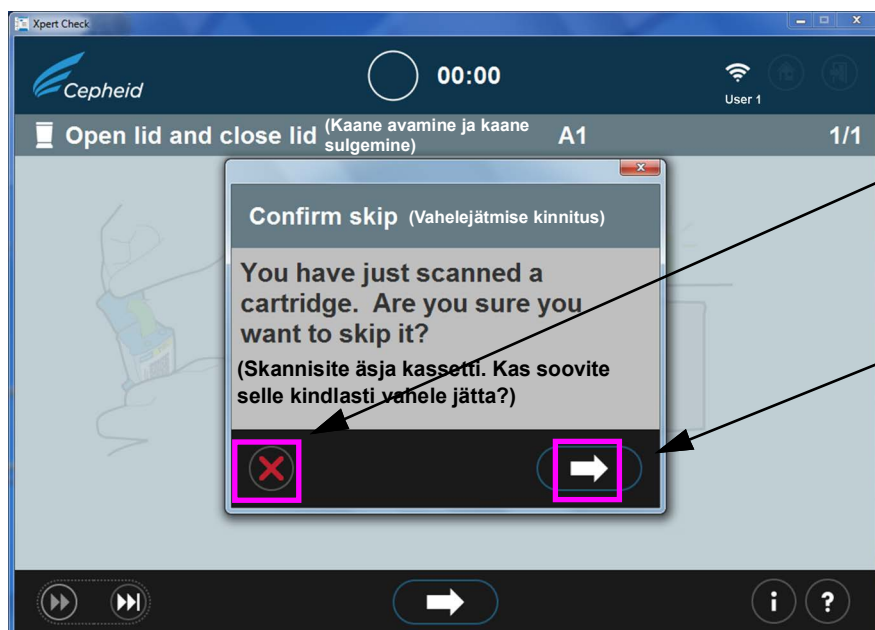 Xpert Check
Cepheid
00:00
User 1
Open lid and close lid (Kaane avamine ja kaane
sulgemine)
A1
1/1
Confirm skip (Vahelejätmise kinnitus)
You have just scanned a
cartridge. Are you sure you
want to skip it?
(Skannisite äsja kassetti. Kas soovite
selle kindlasti vahele jätta?)
i
?